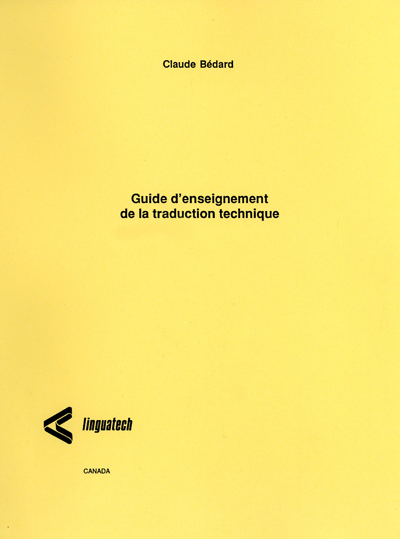 Claude Bédard
Guide d'enseignement
de la traduction technique
linguatech
CANADA